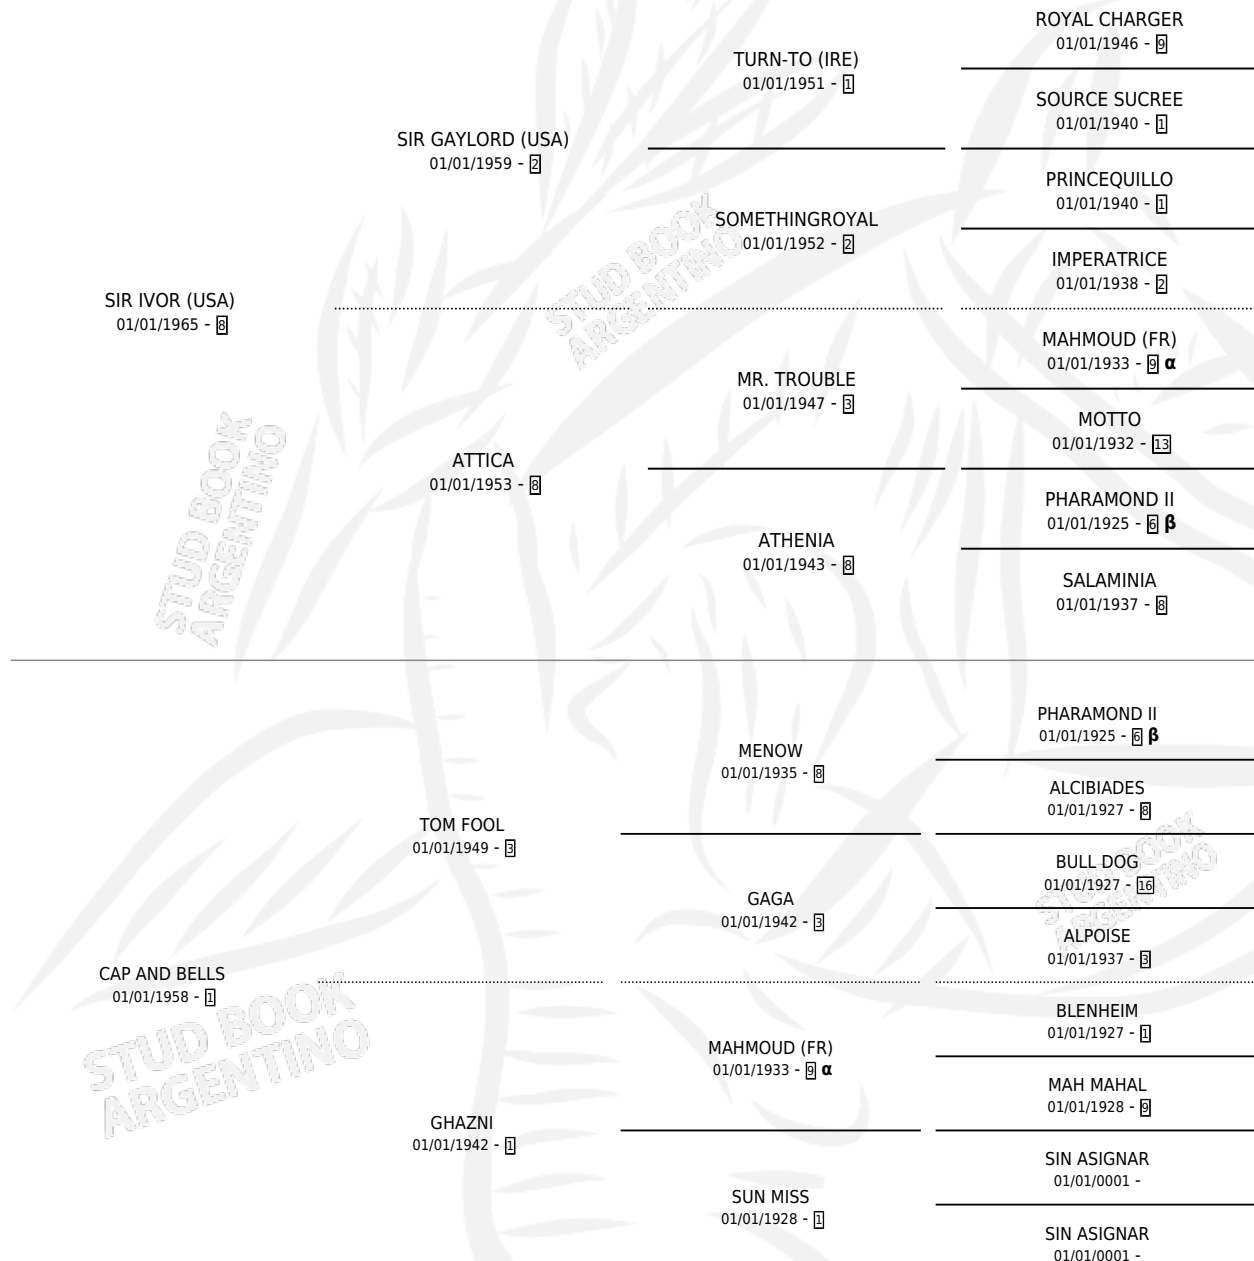 ROYAL CHARGER
01/01/1946 - 9
TURN-TO (IRE)
01/01/1951 - 1
SOURCE SUCREE
01/01/1940 - 1
SIR GAYLORD (USA)
01/01/1959 - 2
PRINCEQUILLO
01/01/1940 - 1
SOMETHINGROYAL
01/01/1952 - 2
IMPERATRICE
01/01/1938 - 2
SIR IVOR (USA)
01/01/1965 - 8
MAHMOUD (FR)
01/01/1933 - 9 α
MR. TROUBLE
01/01/1947 - 3
MOTTO
01/01/1932 - 13
ATTICA
01/01/1953 - 8
PHARAMOND II
01/01/1925 - 6 β
ATHENIA
01/01/1943 - 8
SALAMINIA
01/01/1937 - 8
PHARAMOND II
01/01/1925 - 6 β
MENOW
01/01/1935 - 8
ALCIBIADES
01/01/1927 - 8
TOM FOOL
01/01/1949 - 3
BULL DOG
01/01/1927 - 16
GAGA
01/01/1942 - 3
ALPOISE
01/01/1937 - 3
CAP AND BELLS
01/01/1958 - 1
BLENHEIM
01/01/1927 - 1
MAHMOUD (FR)
01/01/1933 - 9 α
MAH MAHAL
01/01/1928 - 9
GHAZNI
01/01/1942 - 1
SIN ASIGNAR
01/01/0001 -
SUN MISS
01/01/1928 - 1
SIN ASIGNAR
01/01/0001 -
STUD BOOK
ARGENTINO
STUD BOOK
ARGENTINO
STUD BOOK
ARGENTINO
STUD BOOK
ARGENTINO